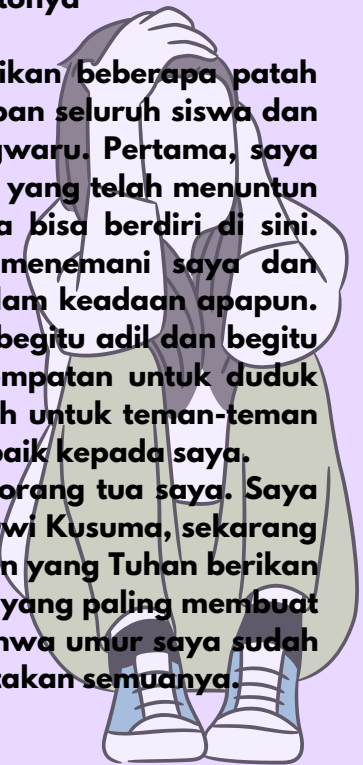 tonya
ikan beberapa patah
pan seluruh siswa dan
gwaru. Pertama, saya
yang telah menuntun
a bisa berdiri di sini.
menemani saya dan
lam keadaan apapun.
begitu adil dan begitu
mpatan untuk duduk
h untuk teman-teman
baik kepada saya.
orang tua saya. Saya
wi Kusuma, sekarang
n yang Tuhan berikan
yang paling membuat
hwa umur saya sudah
takan semuanya.